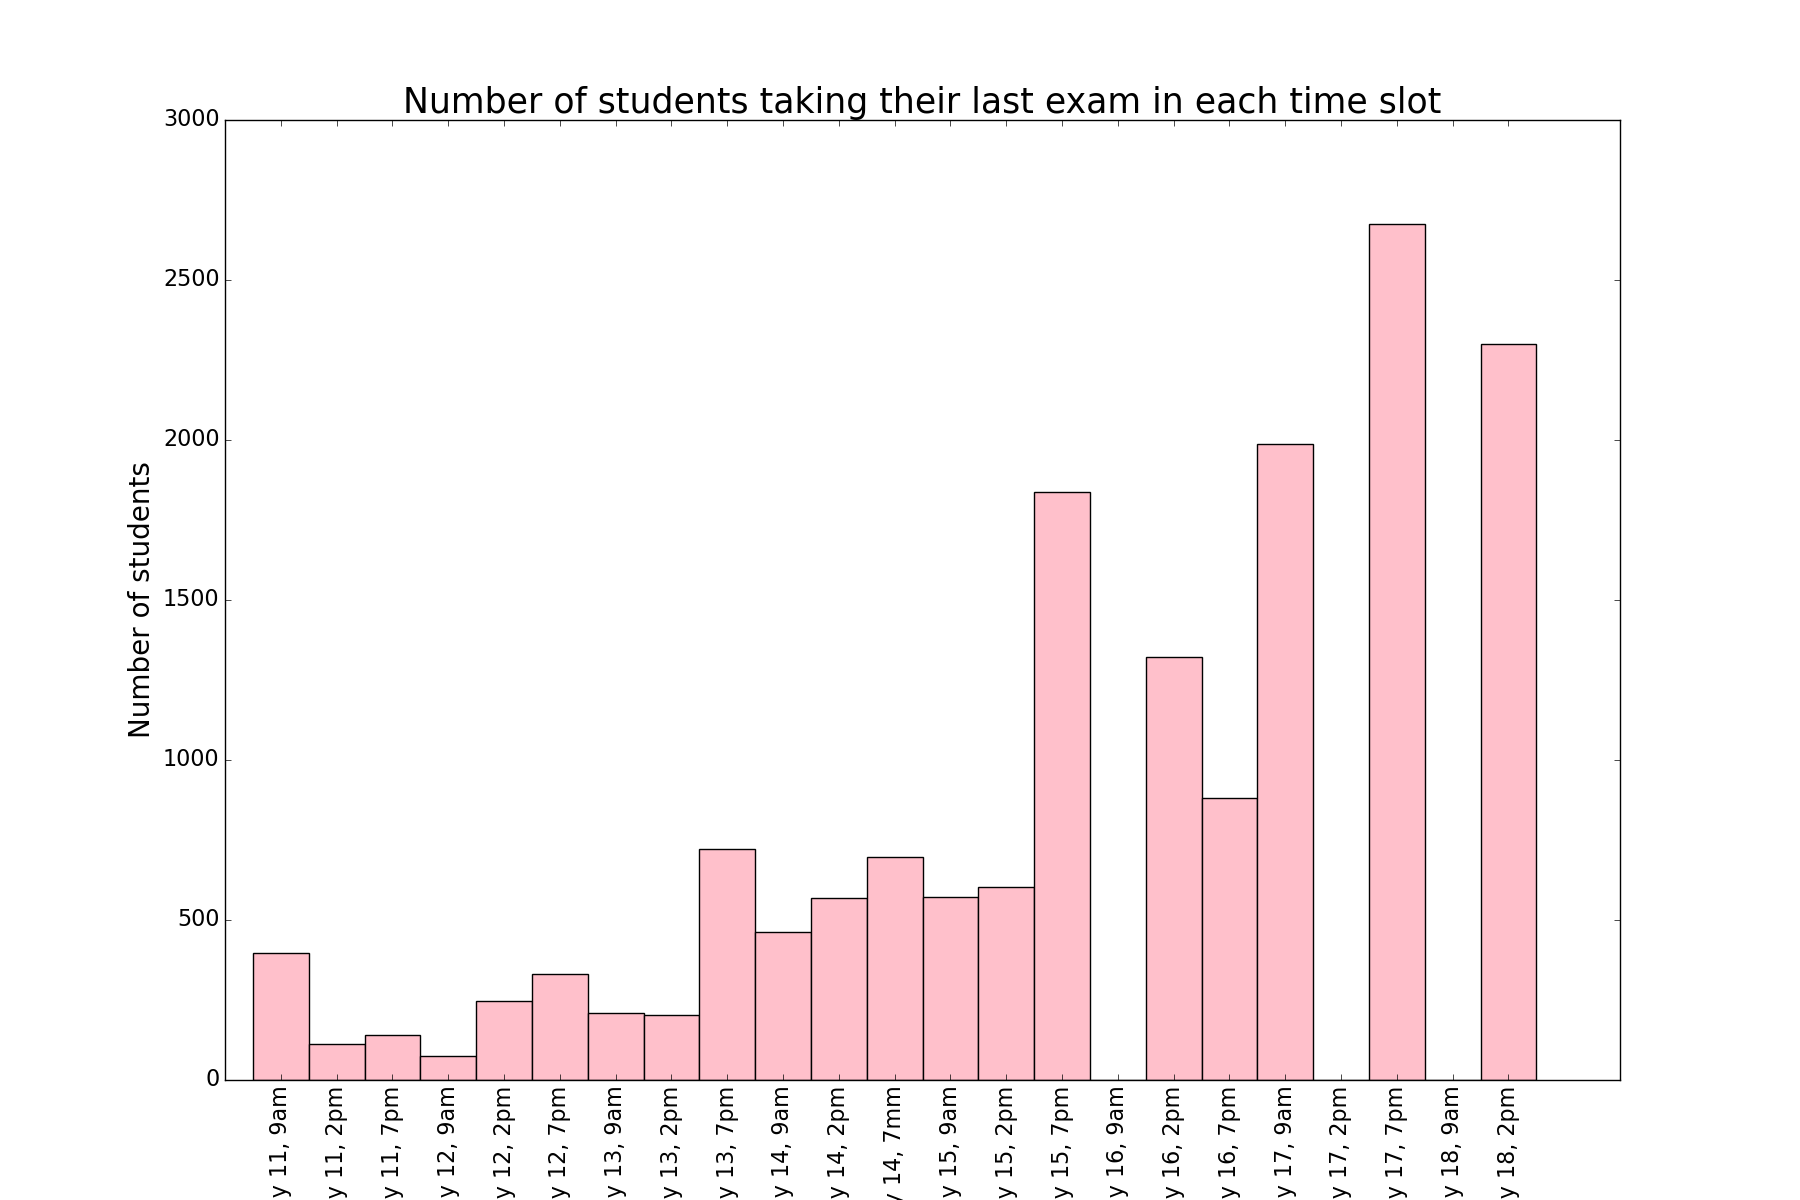 Number of students taking their last exam in each time slot
3000
2500
2000
1500
1000
500
0
Number of students
y 11, 9am
y 11, 2pm
y 11, 7pm
y 12, 9am
y 12, 2pm
y 12, 7pm
y 13, 9am
y 13, 2pm
y 13, 7pm
y 14, 9am
y 14, 2pm
y 14, 7mm
y 15, 9am
y 15, 2pm
y 15, 7pm
y 16, 9am
y 16, 2pm
y 16, 7pm
y 17, 9am
y 17, 2pm
y 17, 7pm
y 18, 9am
y 18, 2pm